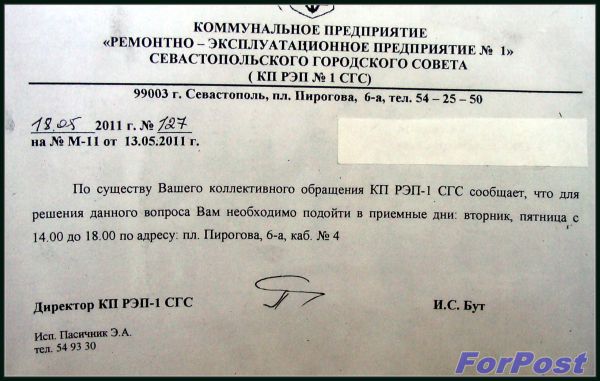 КОММУНАЛЬНОЕ ПРЕДПРИЯТИЕ
«РЕМОНТНО – ЭКСПЛУАТАЦИОННОЕ ПРЕДПРИЯТИЕ № 1»
СЕВАСТОПОЛЬСКОГО ГОРОДСКОГО СОВЕТА
( КП РЭП № 1 СГС)
99003 г. Севастополь, пл. Пирогова, 6-а, тел. 54 – 25 – 50
18.05 2011 г. № 127
на № М-11 от 13.05.2011 г.
По существу Вашего коллективного обращения КП РЭП-1 СГС сообщает, что для
решения данного вопроса Вам необходимо подойти в приемные дни: вторник, пятница с
14.00 до 18.00 по адресу: пл. Пирогова, 6-а, каб. № 4
Директор КП РЭП-1 СГС И.С. Бут
Исп. Пасичник Э.А.
тел. 54 93 30
ForPost